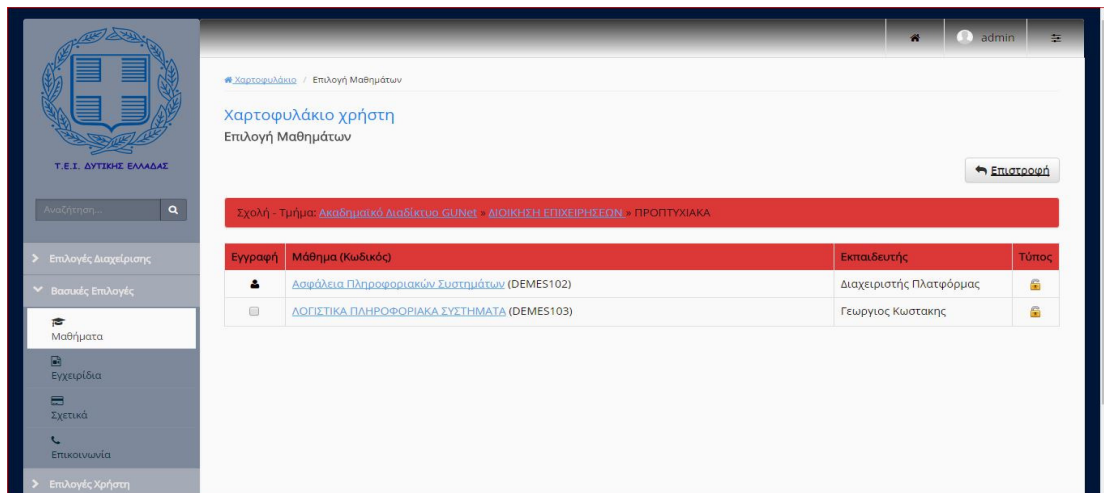 admin
Χαρτοφυλάκιο / Επιλογή Μαθημάτων
Χαρτοφυλάκιο χρήστη
Επιλογή Μαθημάτων
Τ.Ε.Ι. ΔΥΤΙΚΗΣ ΕΛΛΑΔΑΣ
Επιστροφή
Αναζήτηση...
Σχολή - Τμήμα: Ακαδημαϊκό Διαδίκτυο GUNet » ΔΙΟΙΚΗΣΗ ΕΠΙΧΕΙΡΗΣΕΩΝ » ΠΡΟΠΤΥΧΙΑΚΑ
Επιλογές Διαχείρισης
Βασικές Επιλογές
Μαθήματα
Εγχειρίδια
Σχετικά
Επικοινωνία
Επιλογές Χρήστη
Εγγραφή Μάθημα (Κωδικός) Εκπαιδευτής Τύπος
Ασφάλεια Πληροφοριακών Συστημάτων (DEMES102) Διαχειριστής Πλατφόρμας
ΛΟΓΙΣΤΙΚΑ ΠΛΗΡΟΦΟΡΙΑΚΑ ΣΥΣΤΗΜΑΤΑ (DEMES103) Γεωργιος Κωστακης